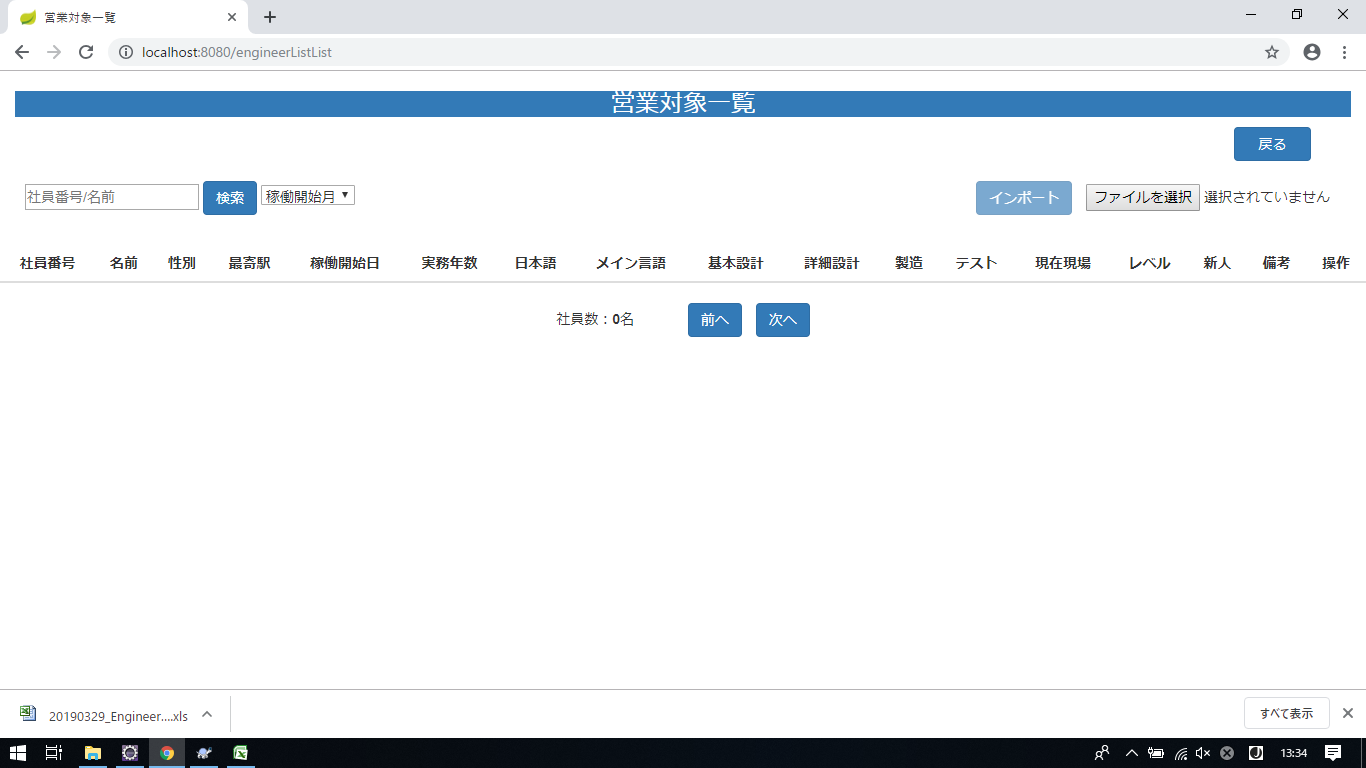 営業対象一覧
localhost:8080/engineerListList
営業対象一覧
戻る
社員番号/名前 検索 稼働開始月 インポート ファイルを選択 選択されていません
社員番号 名前 性別 最寄駅 稼働開始日 実務年数 日本語 メイン言語 基本設計 詳細設計 製造 テスト 現在現場 レベル 新人 備考 操作
社員数：0名 前へ 次へ
20190329_Engineer....xls すべて表示
13:34